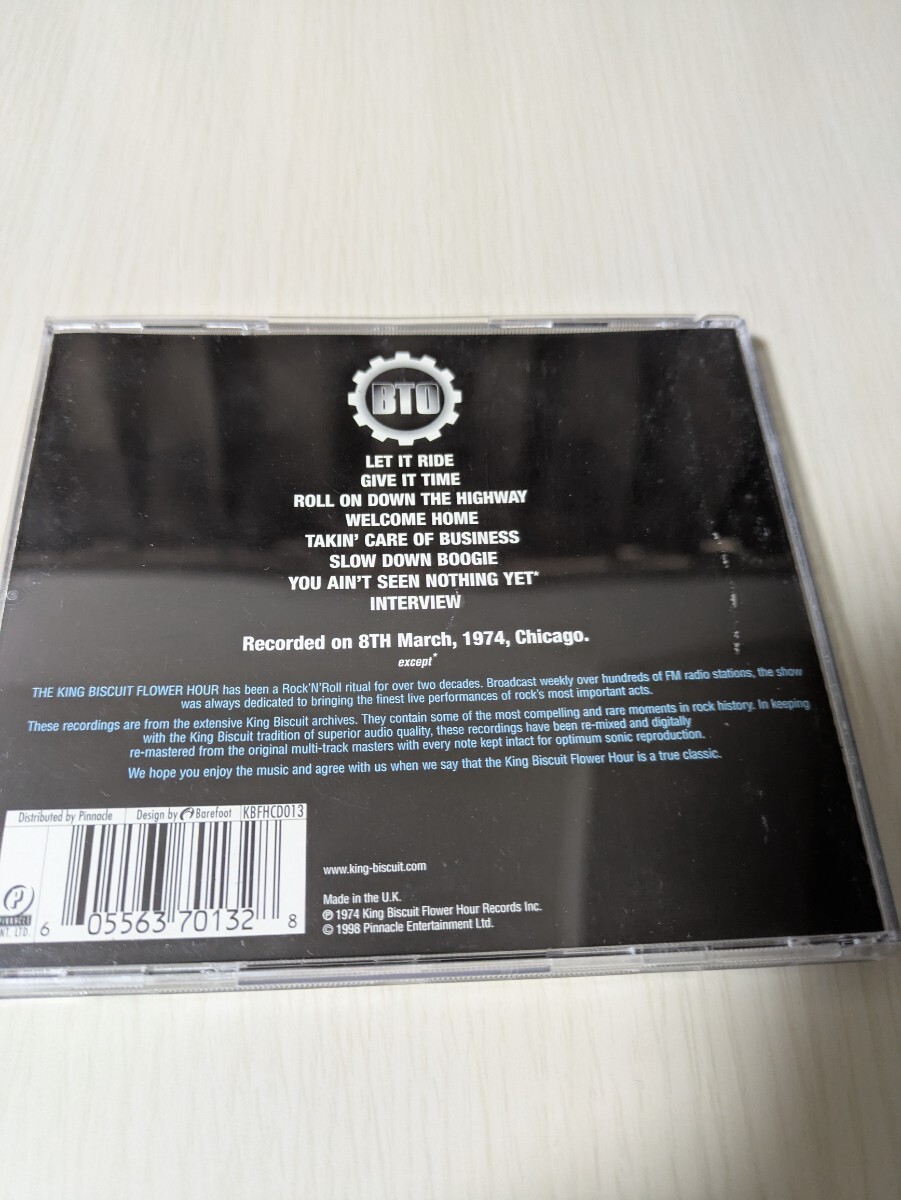 BTO
LET IT RIDE
GIVE IT TIME
ROLL ON DOWN THE HIGHWAY
WELCOME HOME
TAKIN' CARE OF BUSINESS
SLOW DOWN BOOGIE
YOU AIN'T SEEN NOTHING YET*
INTERVIEW
Recorded on 8TH March, 1974, Chicago.
except*
THE KING BISCUIT FLOWER HOUR has been a Rock'N'Roll ritual for over two decades. Broadcast weekly over hundreds of FM radio stations, the show
was always dedicated to bringing the finest live performances of rock's most important acts.
These recordings are from the extensive King Biscuit archives. They contain some of the most compelling and rare moments in rock history. In keeping
with the King Biscuit tradition of superior audio quality, these recordings have been re-mixed and digitally
re-mastered from the original multi-track masters with every note kept intact for optimum sonic reproduction.
We hope you enjoy the music and agree with us when we say that the King Biscuit Flower Hour is a true classic.
Distributed by Pinnacle Design by Barefoot KBFHCD013
P
PINNACLE
NT. LTD.
6 05563 70132 8
www.king-biscuit.com
Made in the U.K.
℗ 1974 King Biscuit Flower Hour Records Inc.
© 1998 Pinnacle Entertainment Ltd.